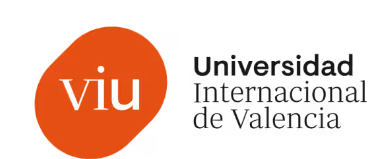 viu
Universidad
Internacional
de Valencia